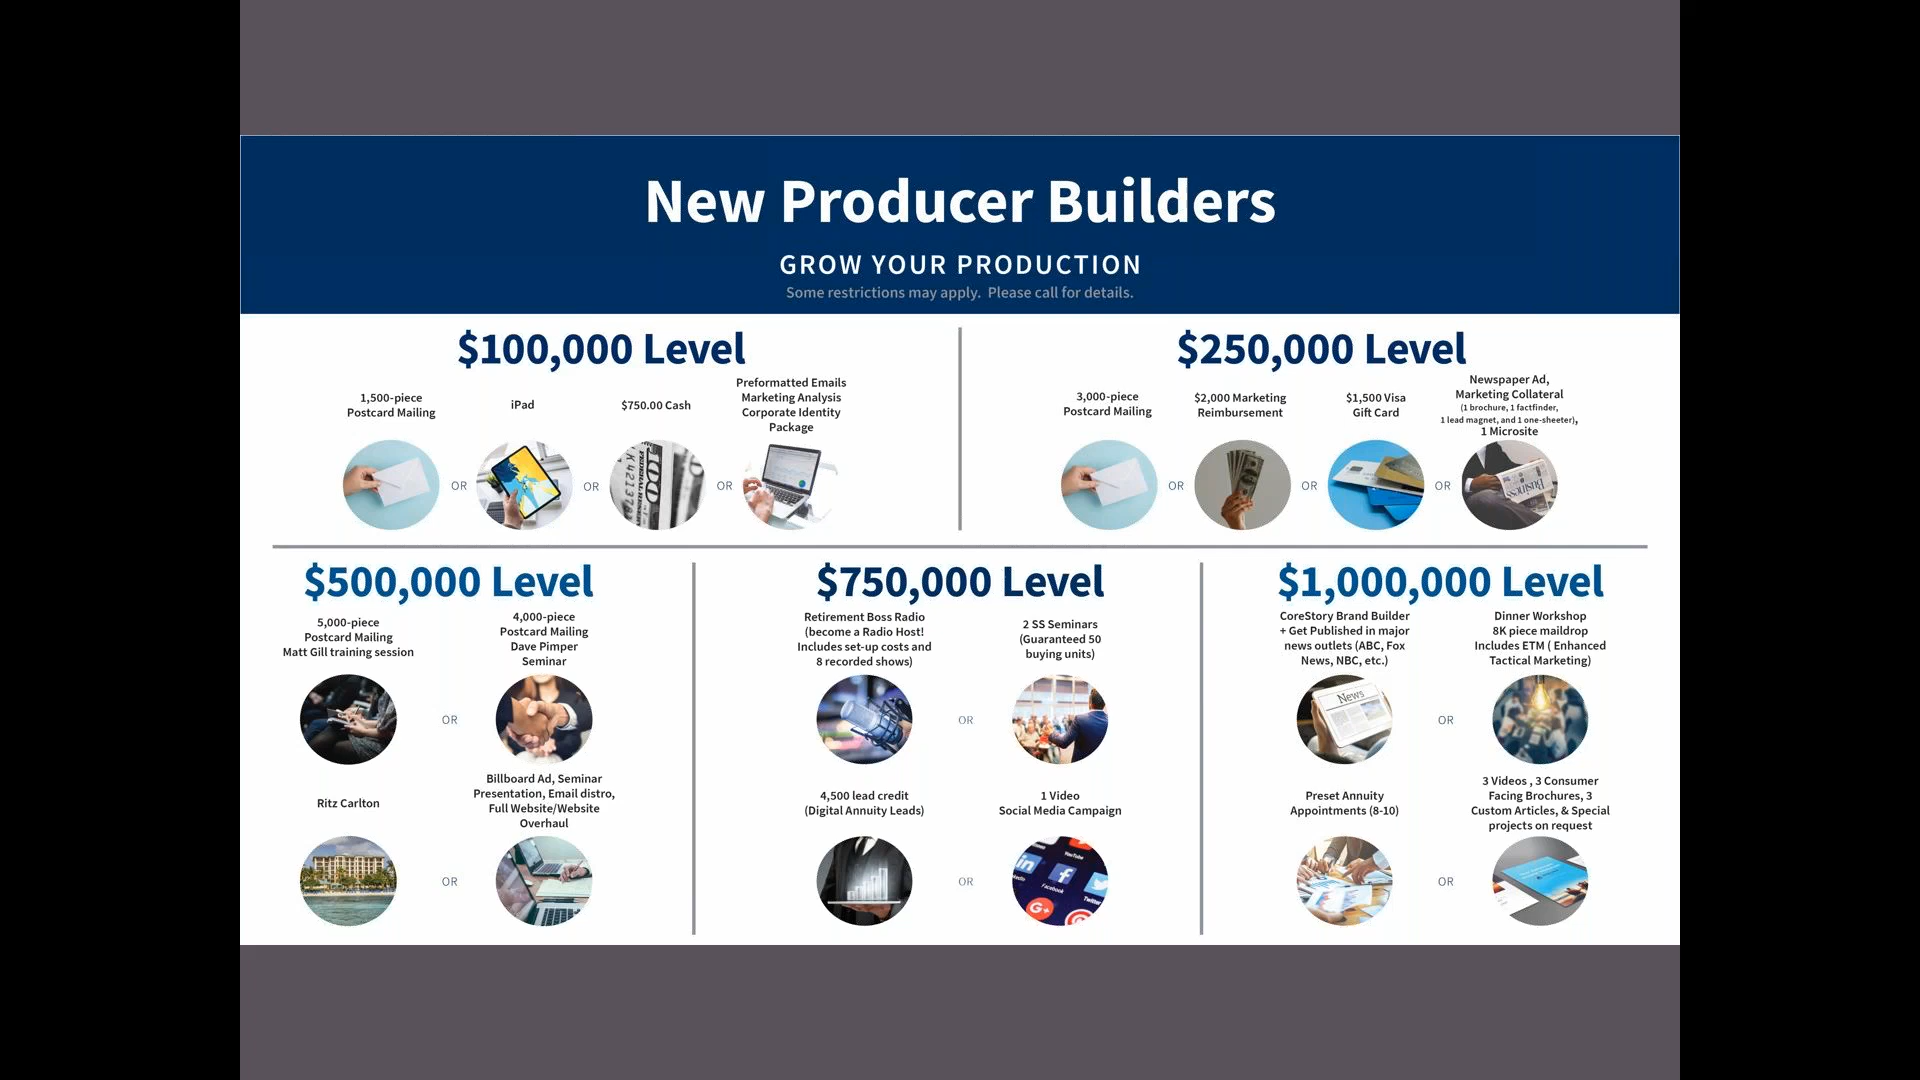 New Producer Builders
GROW YOUR PRODUCTION
Some restrictions may apply.  Please call for details.
$100,000 Level
1,500-piece
Postcard Mailing
OR
iPad
OR
$750.00 Cash
OR
Preformatted Emails
Marketing Analysis
Corporate Identity
Package
$250,000 Level
3,000-piece
Postcard Mailing
OR
$2,000 Marketing
Reimbursement
OR
$1,500 Visa
Gift Card
OR
Newspaper Ad,
Marketing Collateral
(1 brochure, 1 factfinder,
1 lead magnet, and 1 one-sheeter),
1 Microsite
Business
$500,000 Level
5,000-piece
Postcard Mailing
Matt Gill training session
OR
4,000-piece
Postcard Mailing
Dave Pimper
Seminar
Ritz Carlton
OR
Billboard Ad, Seminar
Presentation, Email distro,
Full Website/Website
Overhaul
$750,000 Level
Retirement Boss Radio
(become a Radio Host!
Includes set-up costs and
8 recorded shows)
OR
2 SS Seminars
(Guaranteed 50
buying units)
4,500 lead credit
(Digital Annuity Leads)
OR
1 Video
Social Media Campaign
YouTube
in
Facebook
Twitter
G+
$1,000,000 Level
CoreStory Brand Builder
+ Get Published in major
news outlets (ABC, Fox
News, NBC, etc.)
News
OR
Dinner Workshop
8K piece maildrop
Includes ETM ( Enhanced
Tactical Marketing)
Preset Annuity
Appointments (8-10)
OR
3 Videos , 3 Consumer
Facing Brochures, 3
Custom Articles, & Special
projects on request